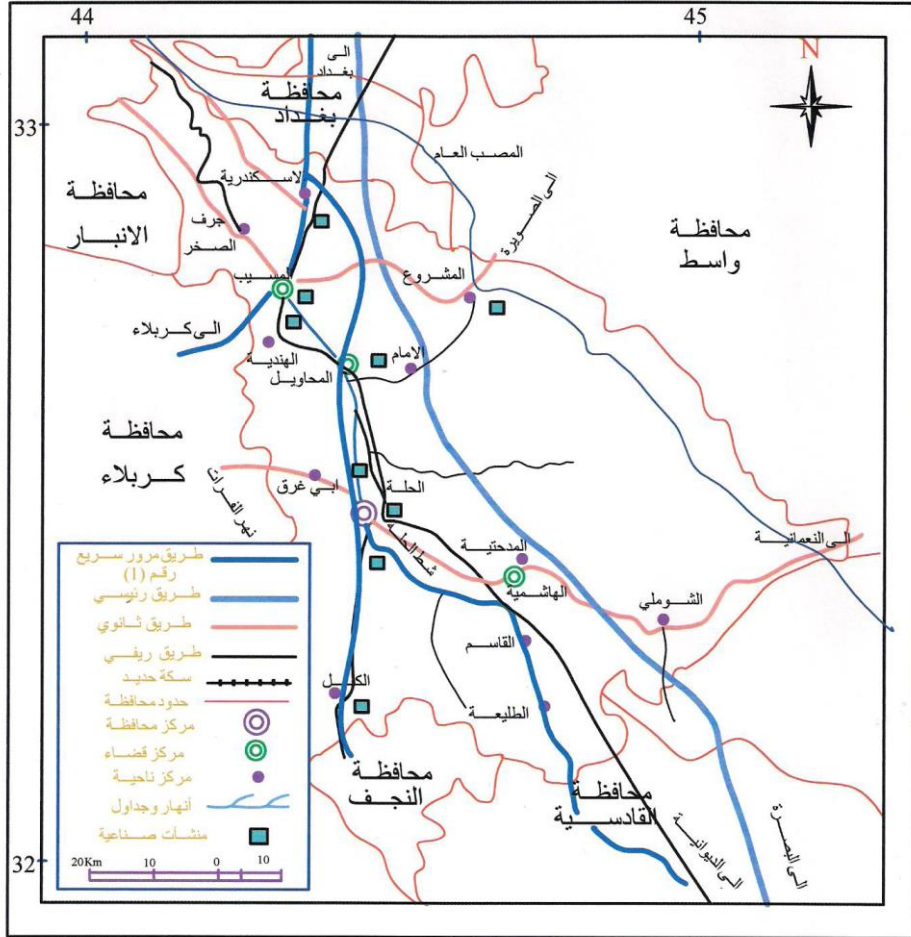 44
45
N
33
32
الى
بغداد
محافظة
بغداد
المصب العام
الاسكندرية
الى الصويرة
محافظة
الانبار
جرف
الصخر
محافظة
واسط
المسيب
المشروع
الى كربلاء
الهندية
المحاويل
الامام
محافظة
كربلاء
نهر الفرات
ابي غرق
الحلة
شط الحلة
المدحتية
الهاشمية
الى النعمانية
الشوملي
القاسم
الكفل
الطليعة
محافظة
النجف
محافظة
القادسية
الى الديوانية
الى البصرة
طريق مرور سريع
رقم (1)
طريق رئيسي
طريق ثانوي
طريق ريفي
سكة حديد
حدود محافظة
مركز محافظة
مركز قضاء
مركز ناحية
أنهار وجداول
منشأت صناعية
20Km 10 0 10